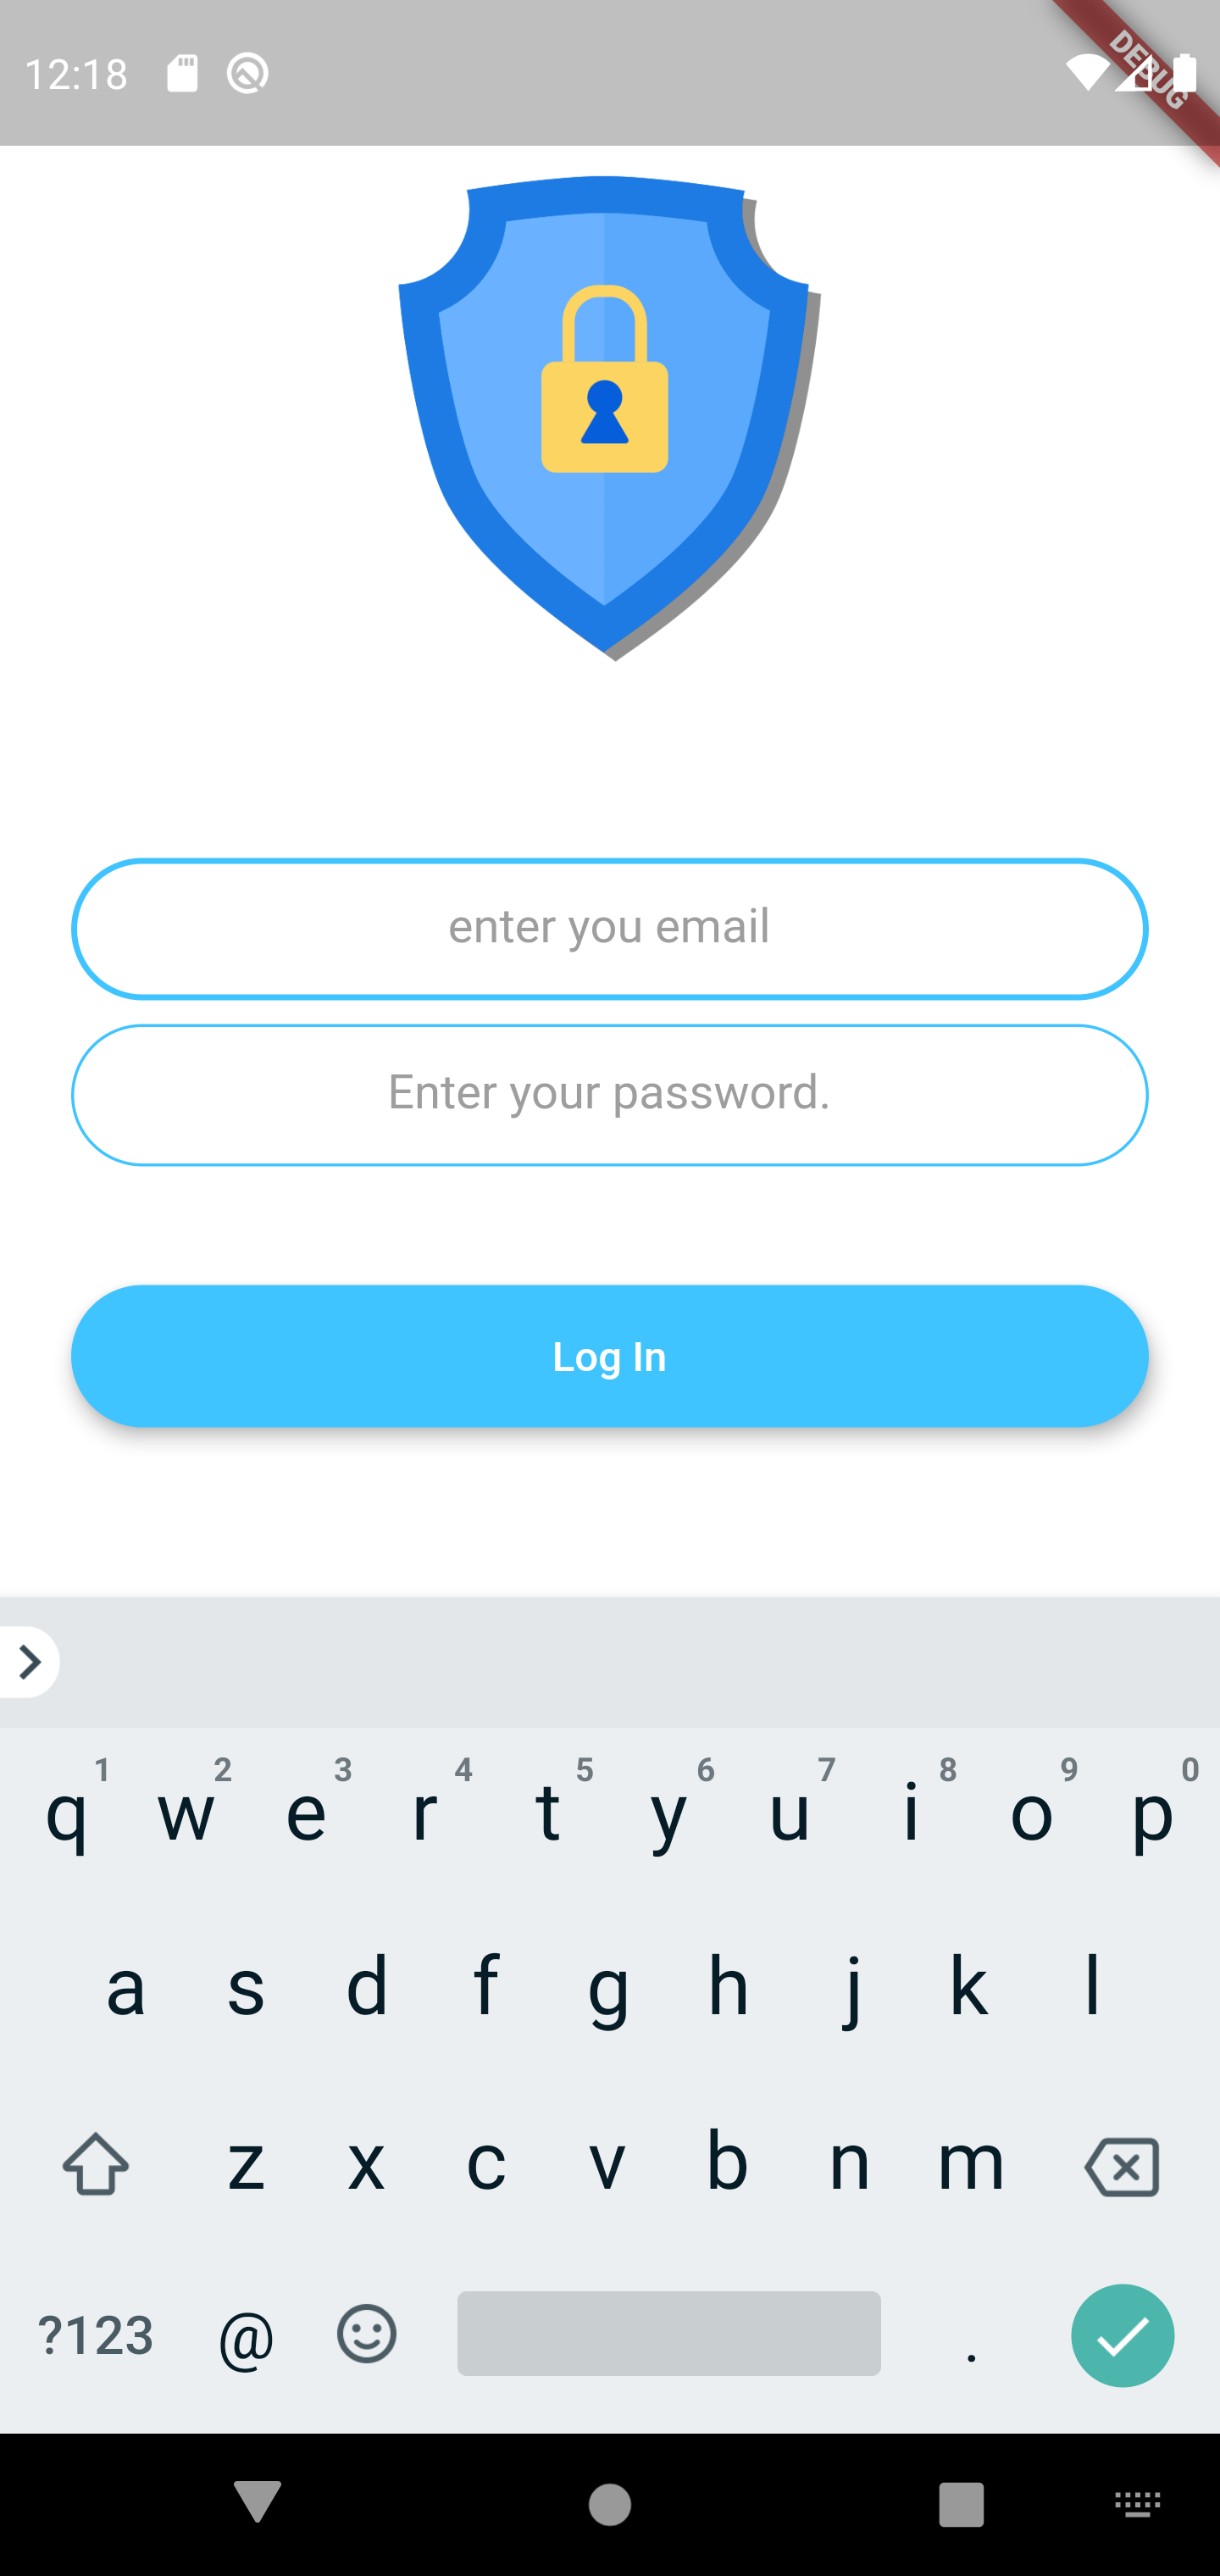 12:18
DEBUG
enter you email
Enter your password.
Log In
1 2 3 4 5 6 7 8 9 0
q w e r t y u i o p
a s d f g h j k l
z x c v b n m
?123 @ .